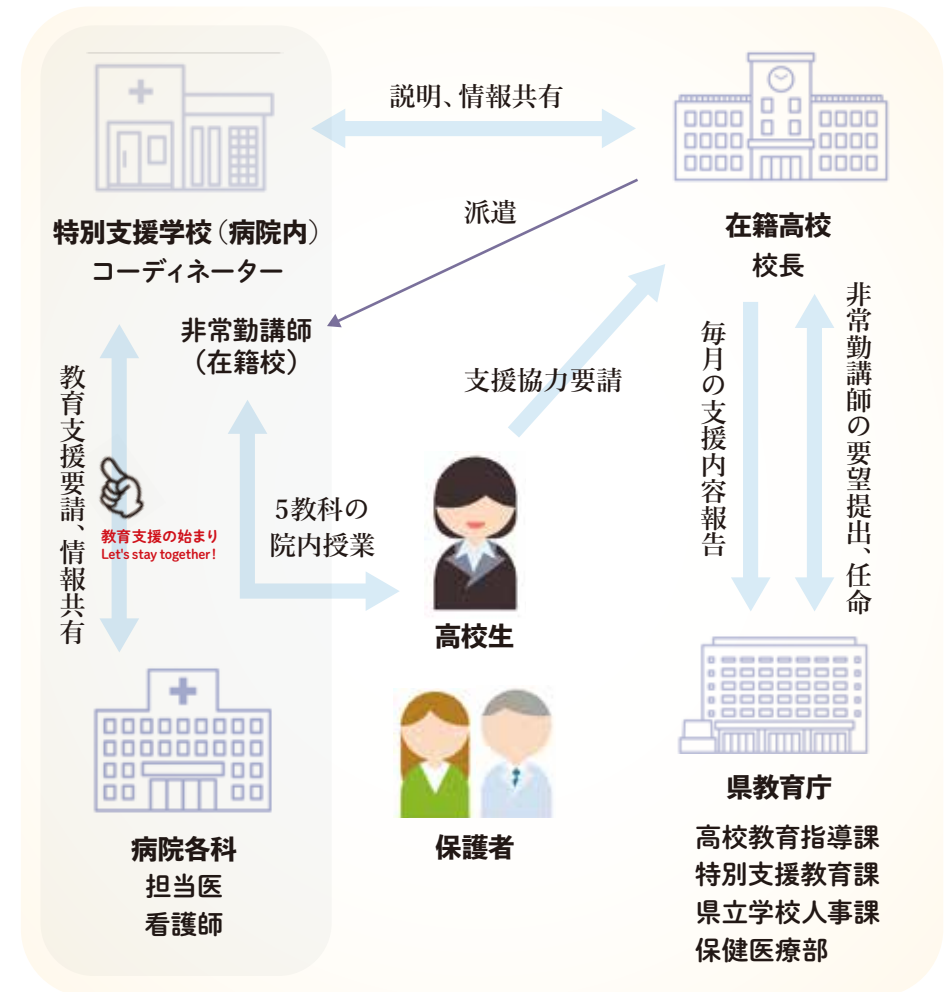 説明、情報共有
特別支援学校（病院内）
コーディネーター
在籍高校
校長
派遣
非常勤講師
（在籍校）
支援協力要請
毎月の支援内容報告
非常勤講師の要望提出、任命
教育支援要請、情報共有
教育支援の始まり
Let's stay together!
5教科の
院内授業
高校生
保護者
病院各科
担当医
看護師
県教育庁
高校教育指導課
特別支援教育課
県立学校人事課
保健医療部